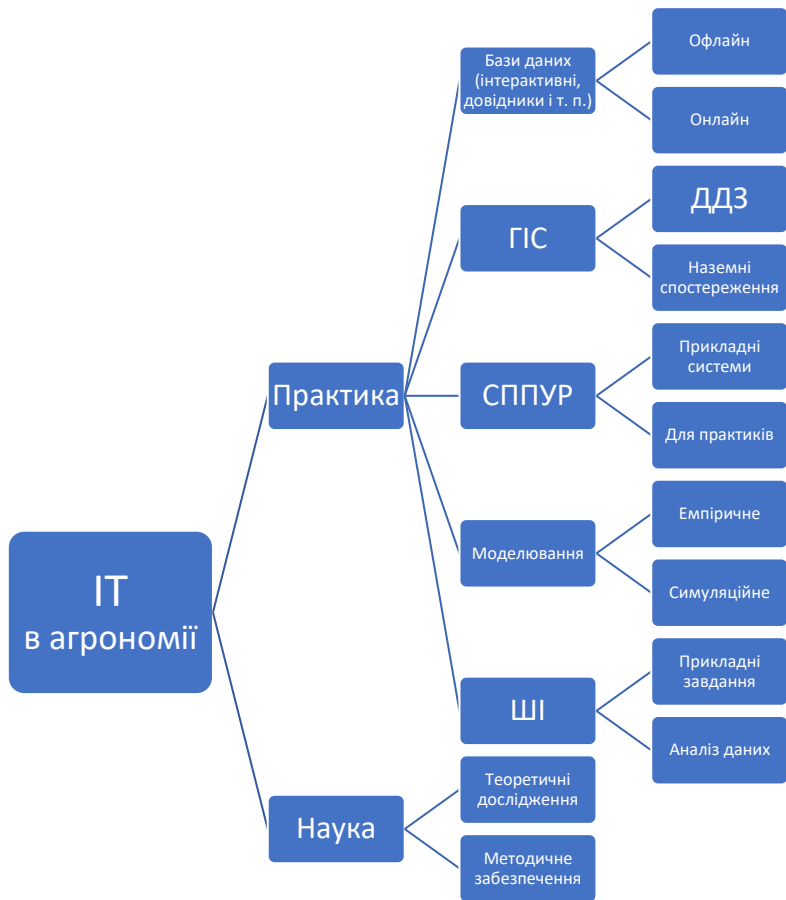 Бази даних
(інтерактивні,
довідники і т. п.)
Офлайн
Онлайн
ГІС
ДДЗ
Наземні
спостереження
Практика
СППУР
Прикладні
системи
Для практиків
Моделювання
Емпіричне
Симуляційне
ІТ
в агрономії
ШІ
Прикладні
завдання
Аналіз даних
Наука
Теоретичні
дослідження
Методичне
забезпечення